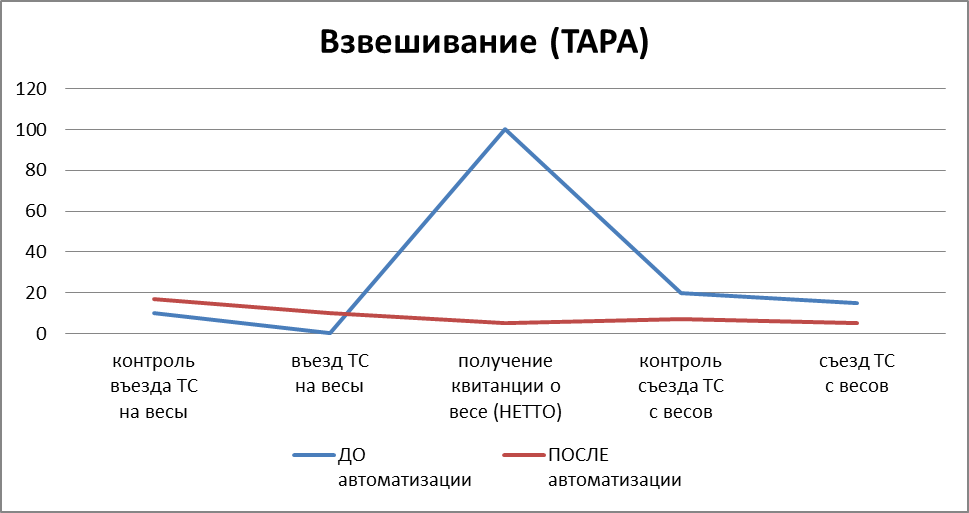 Взвешивание (ТАРА)
120
100
80
60
40
20
0
контроль
въезда ТС
на весы
въезд ТС
на весы
получение
квитанции о
весе (НЕТТО)
контроль
съезда ТС
с весов
съезд ТС
с весов
ДО
автоматизации
ПОСЛЕ
автоматизации